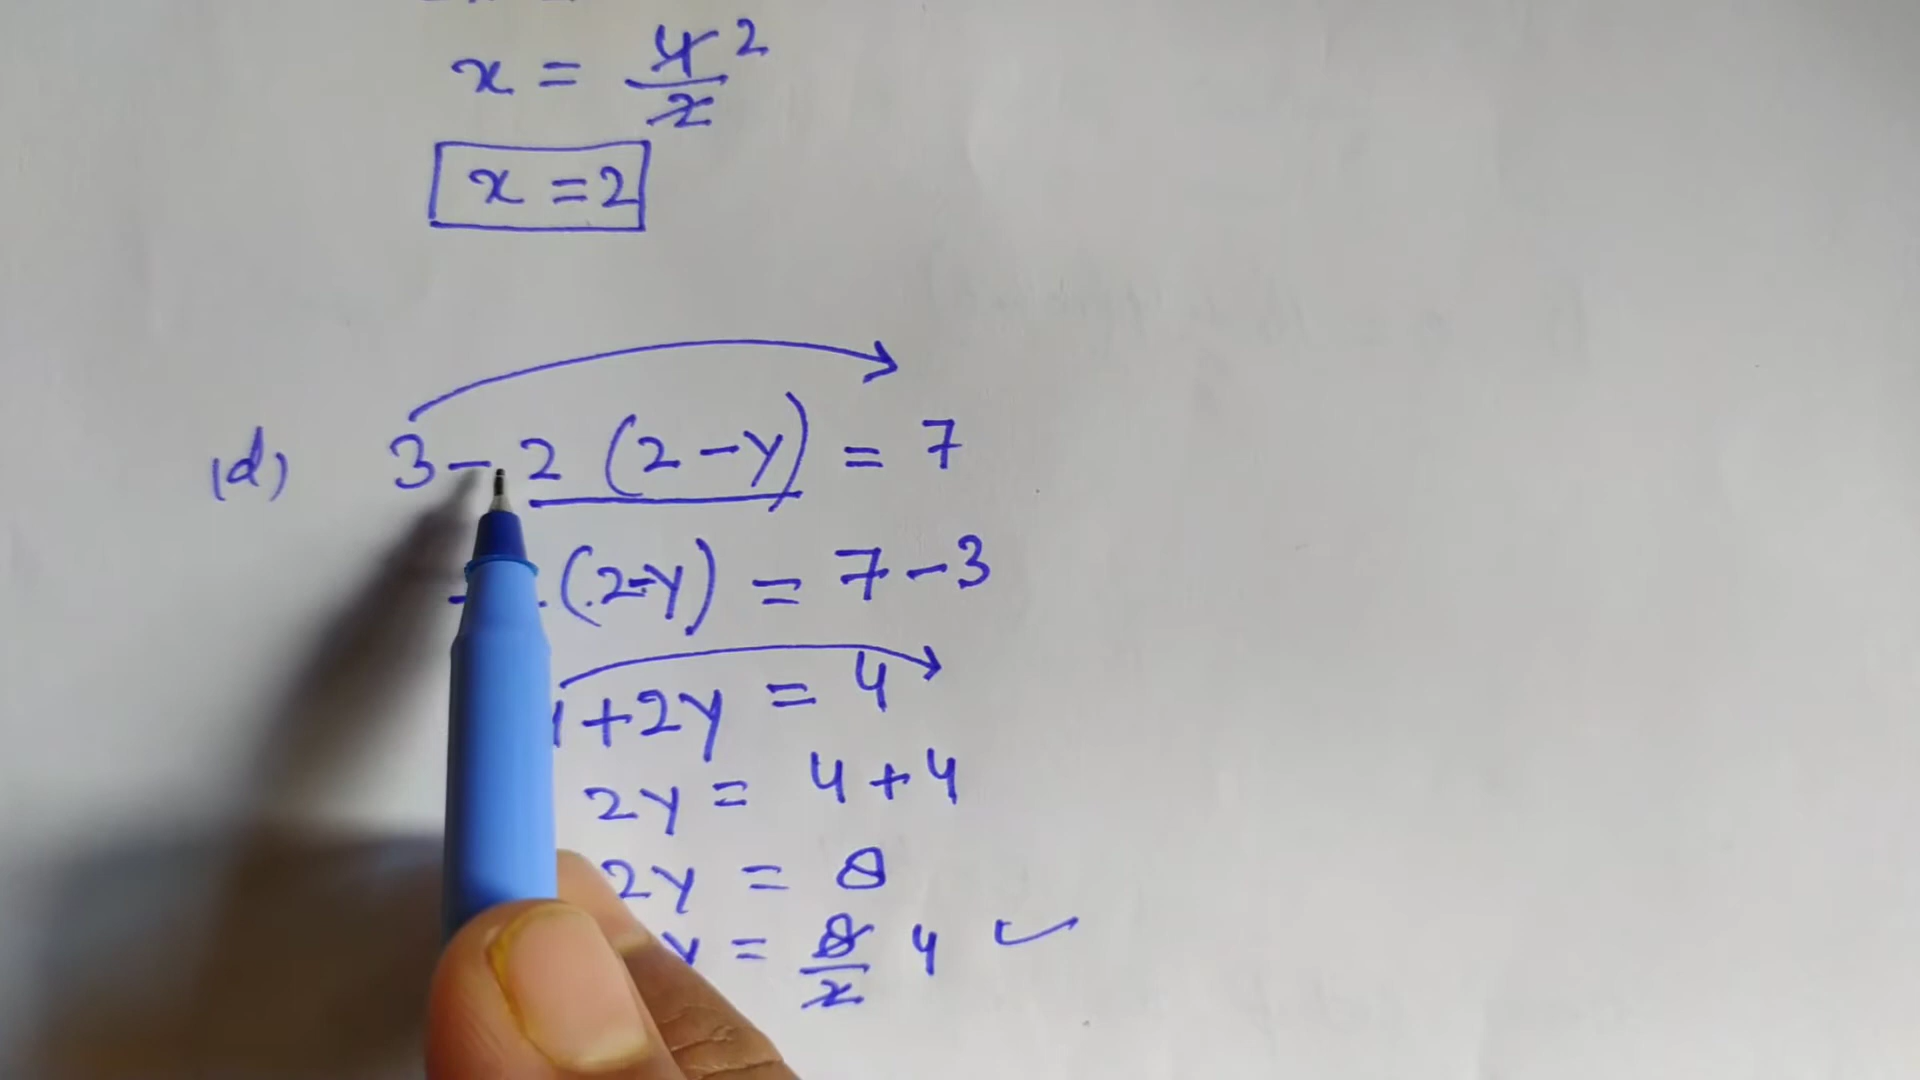 x = 4/2 2
x = 2
(d) 3 - 2 (2 - y) = 7
(2-y) = 7 - 3
+ 2y = 4
2y = 4 + 4
2y = 8
y = 8/2 4 ✓